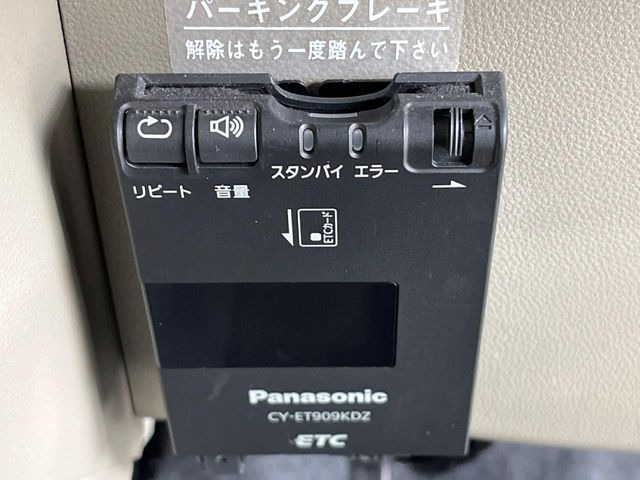 パーキングブレーキ
解除はもう一度踏んで下さい
スタンバイ エラー
リピート 音量
ETCカード
Panasonic
CY-ET909KDZ
ETC